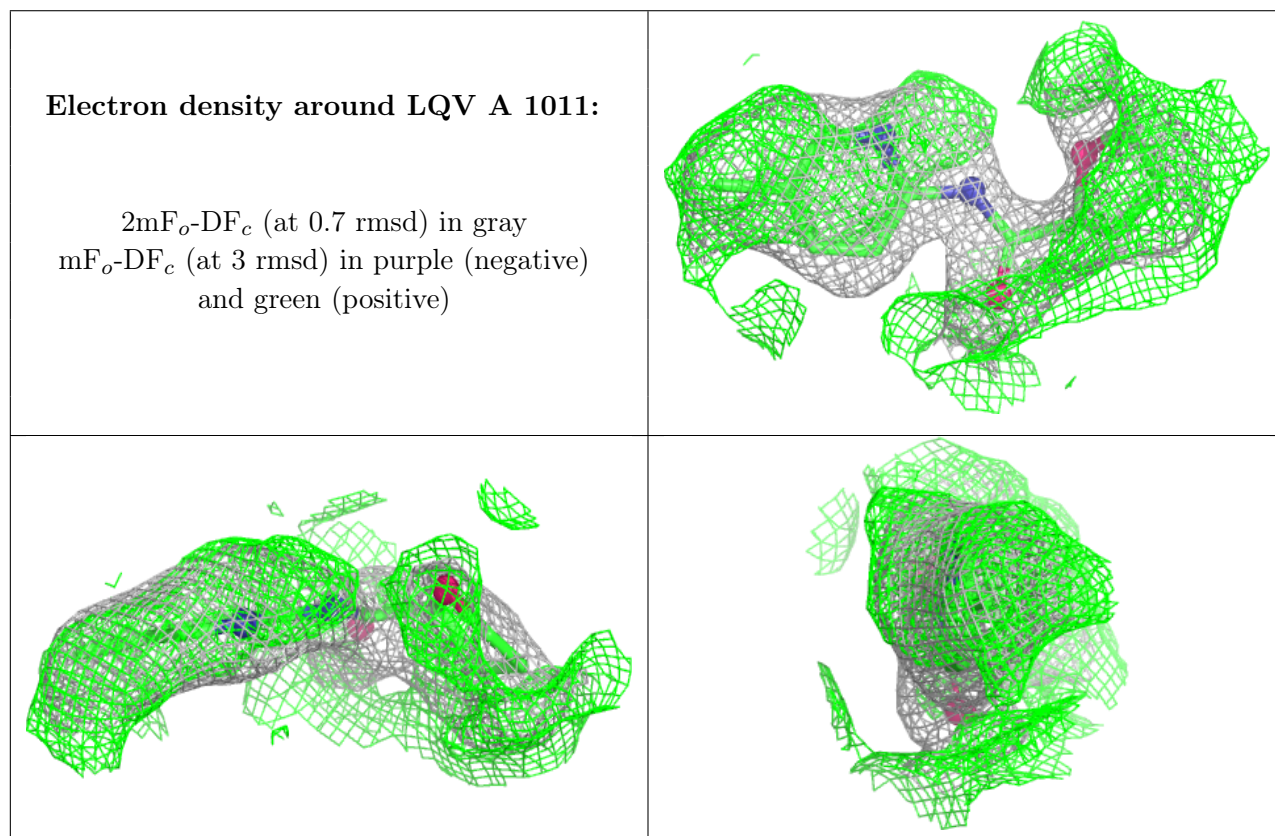 Electron density around LQV A 1011:
2mFo-DFc (at 0.7 rmsd) in gray
mFo-DFc (at 3 rmsd) in purple (negative)
and green (positive)